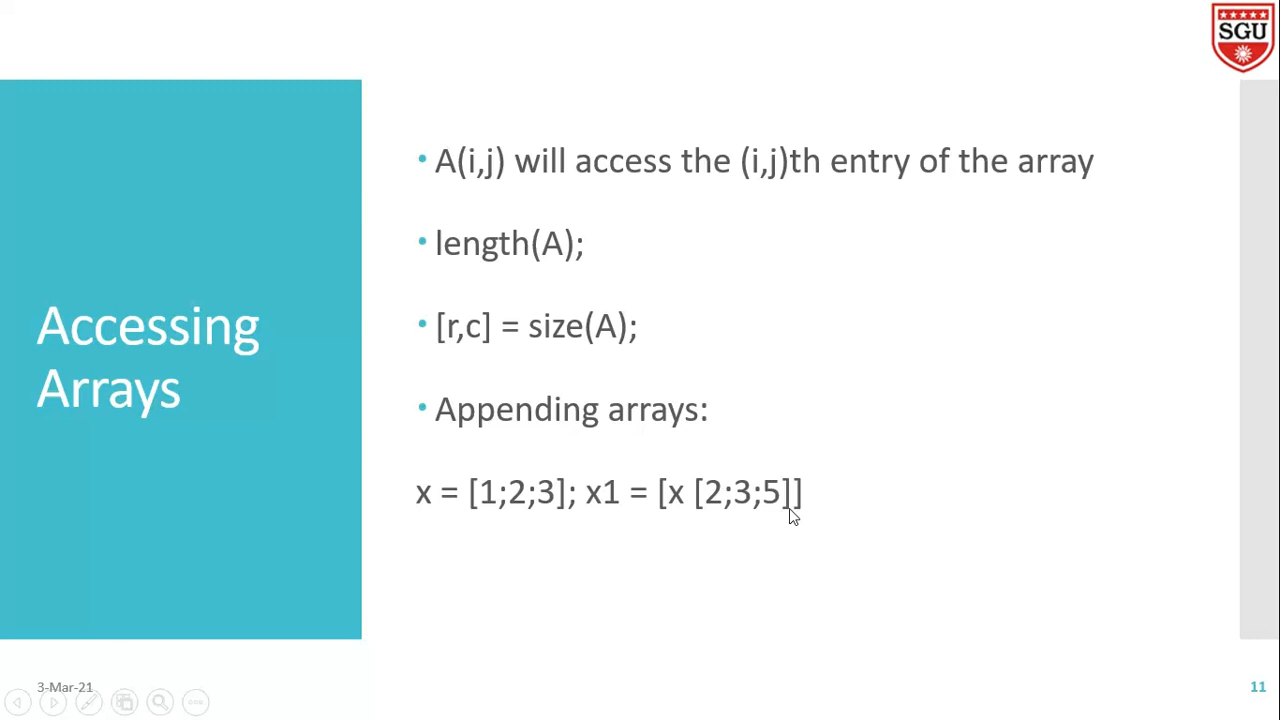 SGU
Accessing
Arrays
• A(i,j) will access the (i,j)th entry of the array
• length(A);
• [r,c] = size(A);
• Appending arrays:
x = [1;2;3]; x1 = [x [2;3;5]]
3-Mar-21
11